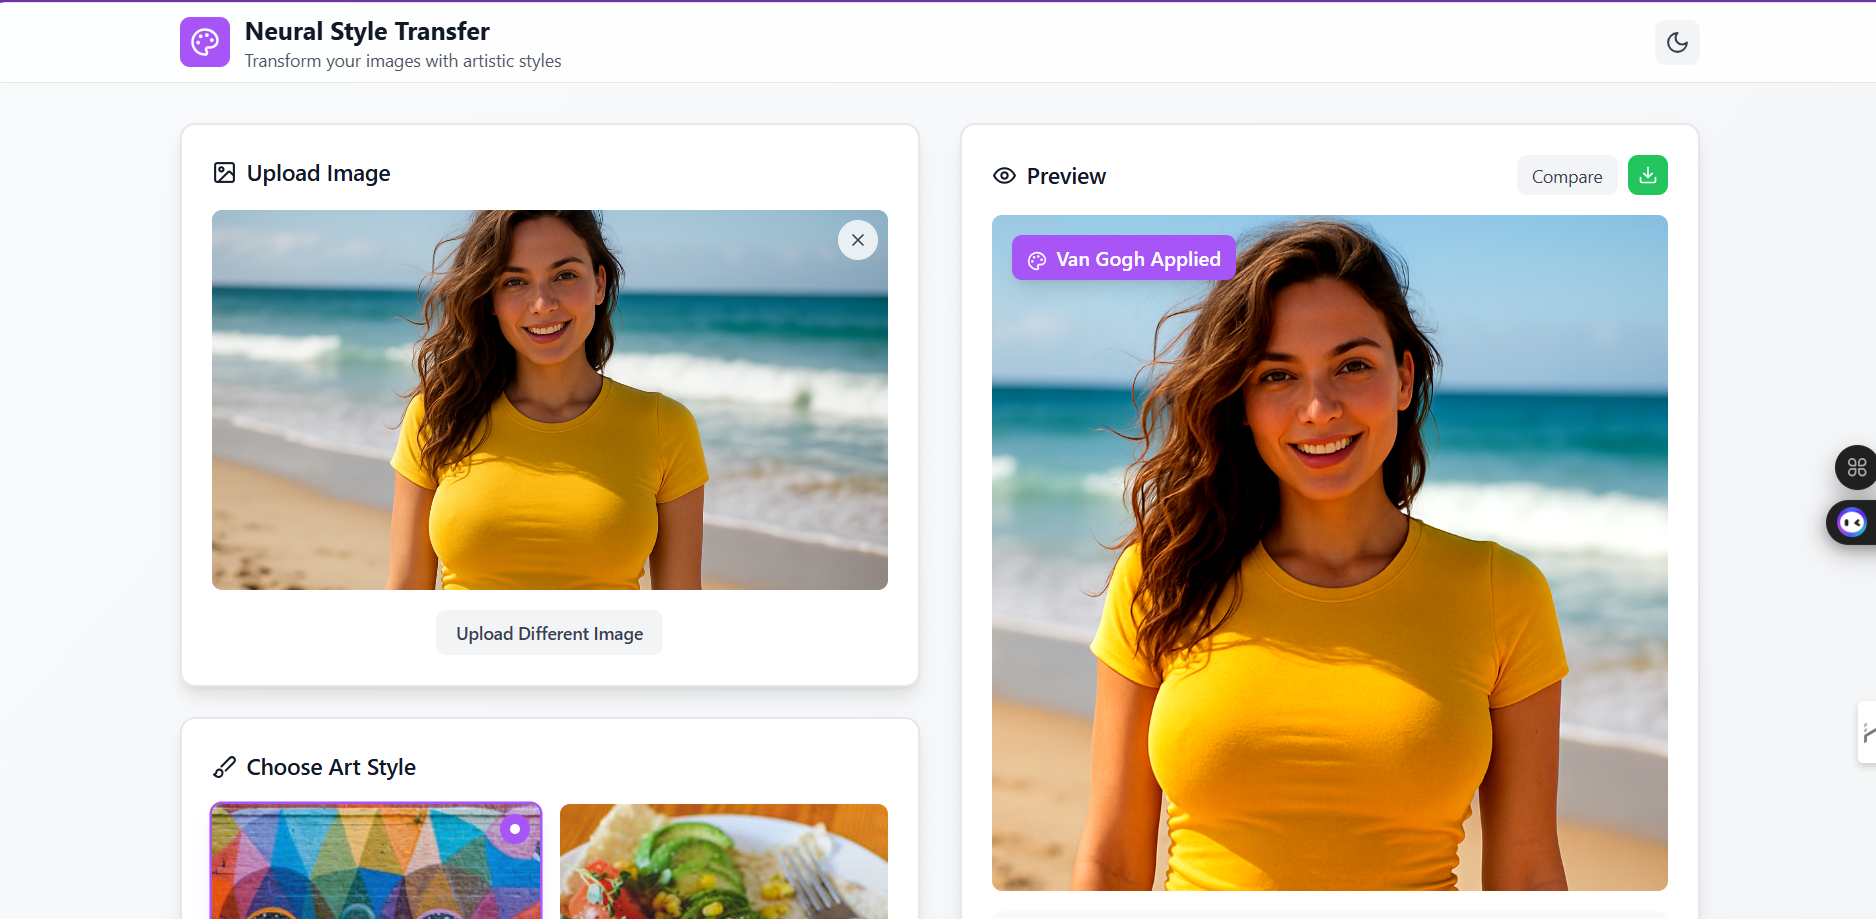 Neural Style Transfer
Transform your images with artistic styles
Upload Image
Upload Different Image
Choose Art Style
Preview
Compare
Van Gogh Applied